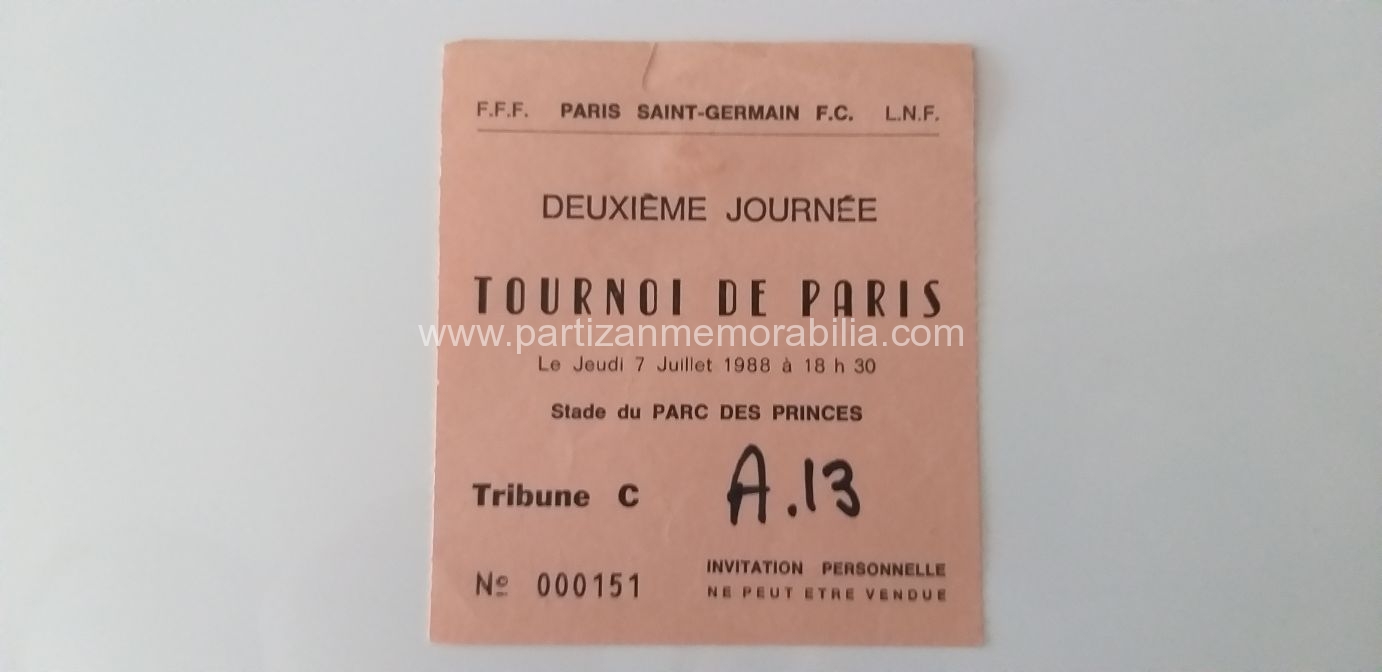 F.F.F. PARIS SAINT-GERMAIN F.C. L.N.F.
DEUXIÈME JOURNÉE
TOURNOI DE PARIS
www.partizanmemorabilia.com
Le Jeudi 7 Juillet 1988 à 18 h 30
Stade du PARC DES PRINCES
Tribune C A.13
Nº 000151
INVITATION PERSONNELLE
NE PEUT ETRE VENDUE